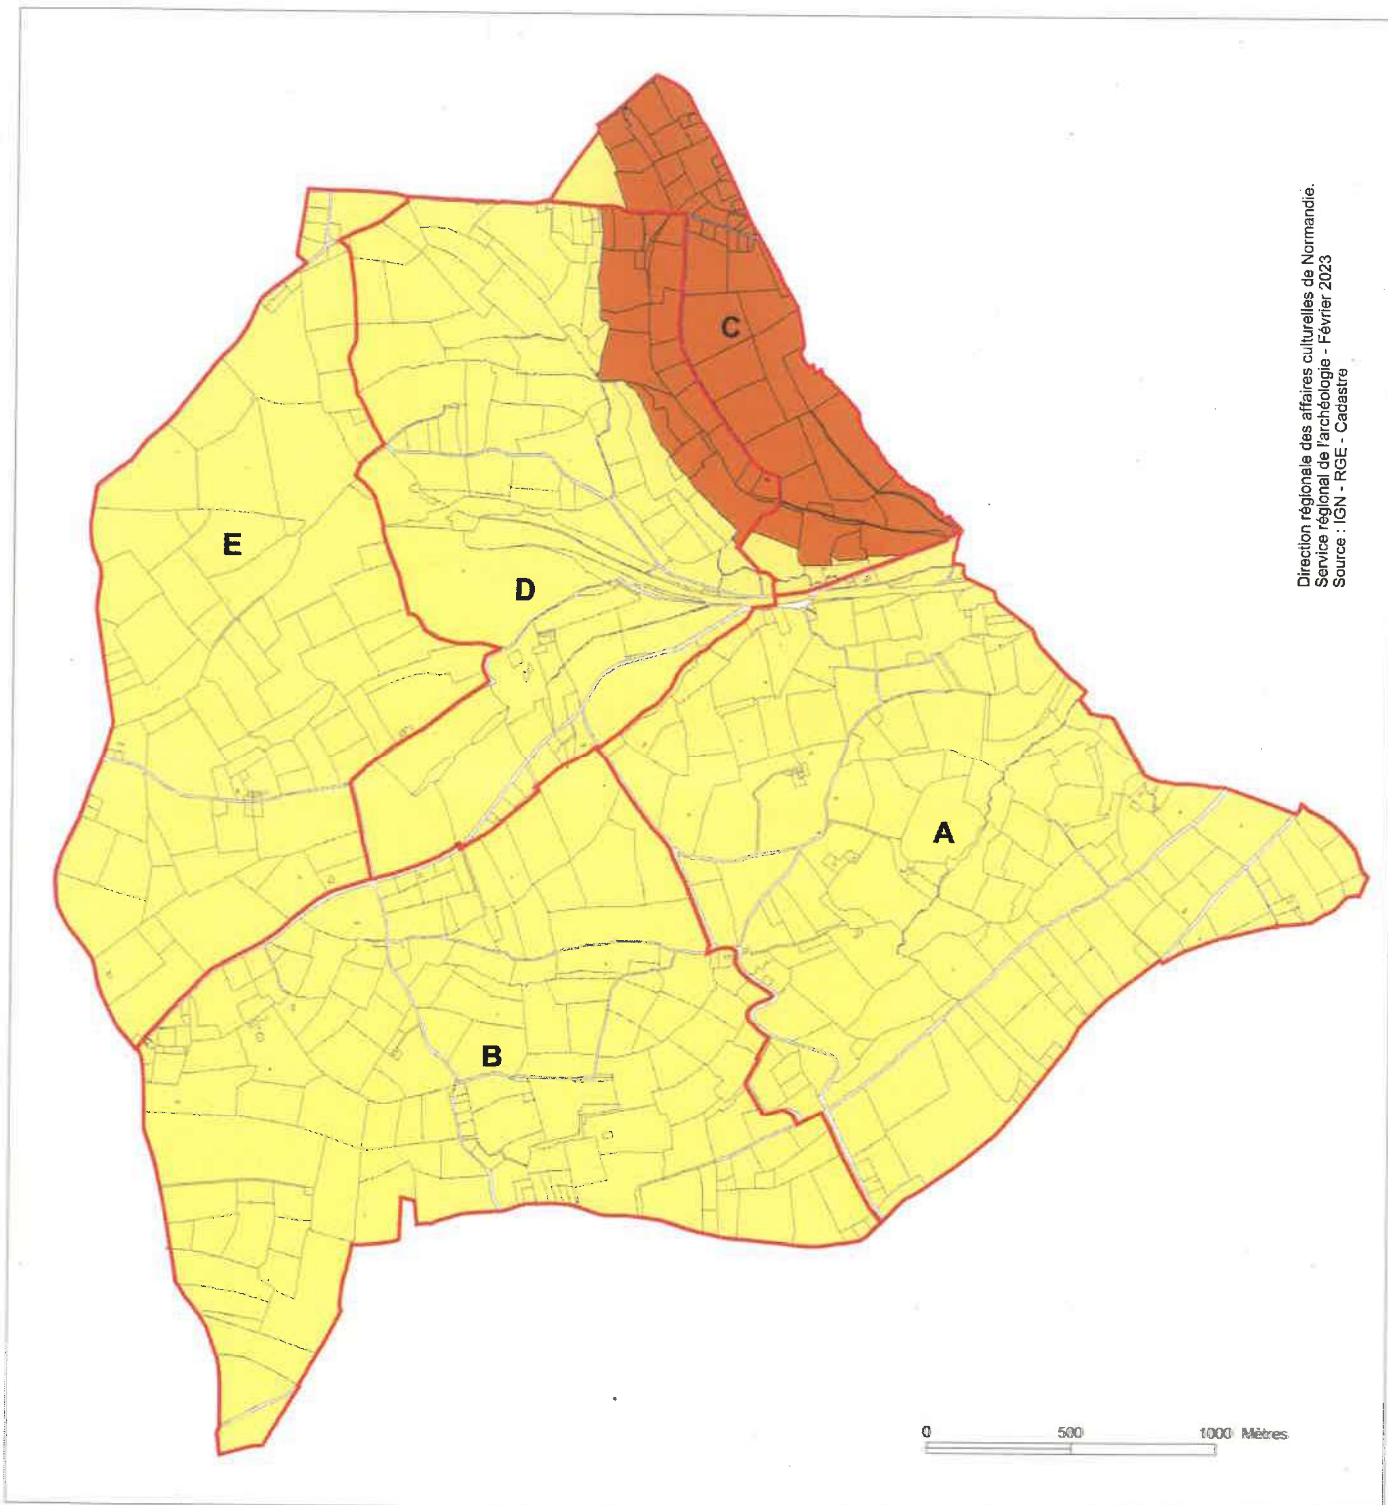 C
E
D
A
B
Direction régionale des affaires culturelles de Normandie.
Service régional de l'archéologie - Février 2023
Source : IGN - RGE - Cadastre
0 500 1000 Mètres